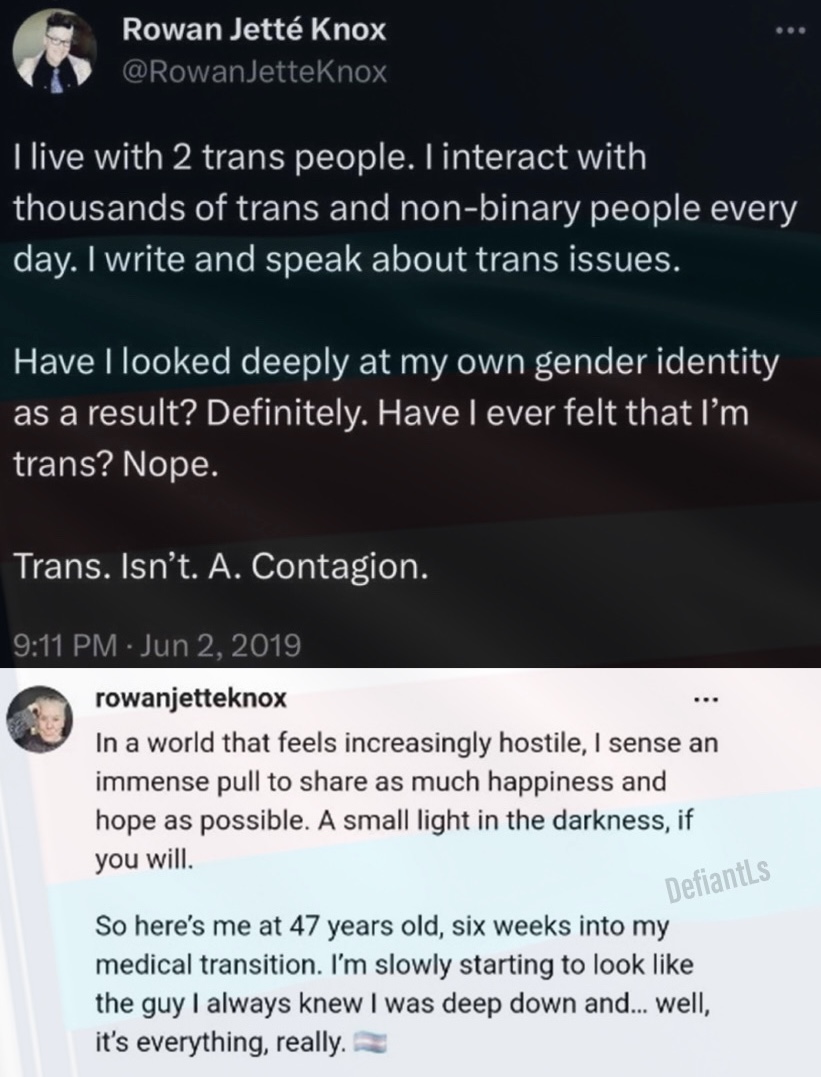 Rowan Jetté Knox
@RowanJetteKnox
I live with 2 trans people. I interact with
thousands of trans and non-binary people every
day. I write and speak about trans issues.
Have I looked deeply at my own gender identity
as a result? Definitely. Have I ever felt that I’m
trans? Nope.
Trans. Isn’t. A. Contagion.
9:11 PM · Jun 2, 2019
rowanjetteknox
In a world that feels increasingly hostile, I sense an
immense pull to share as much happiness and
hope as possible. A small light in the darkness, if
you will.
DefiantLs
So here’s me at 47 years old, six weeks into my
medical transition. I’m slowly starting to look like
the guy I always knew I was deep down and... well,
it’s everything, really. 🏳️‍⚧️